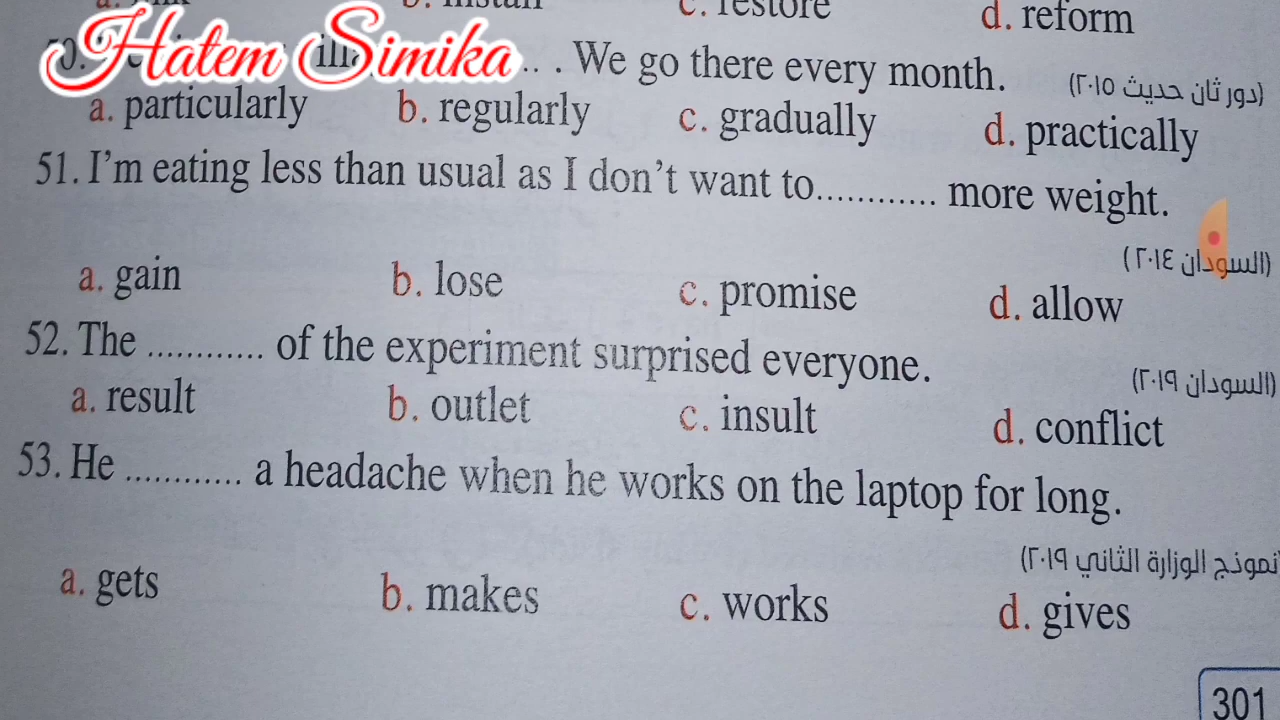 c. restore d. reform
Hatem Simika
50. ... . We go there every month. (دور ثان حديث ٢٠١٥)
a. particularly b. regularly c. gradually d. practically
51. I'm eating less than usual as I don't want to............ more weight.
(السودان ٢٠١٤)
a. gain b. lose c. promise d. allow
52. The ............ of the experiment surprised everyone.
(السودان ٢٠١٩)
a. result b. outlet c. insult d. conflict
53. He ............ a headache when he works on the laptop for long.
(نموذج الوزارة الثاني ٢٠١٩
a. gets b. makes c. works d. gives
301